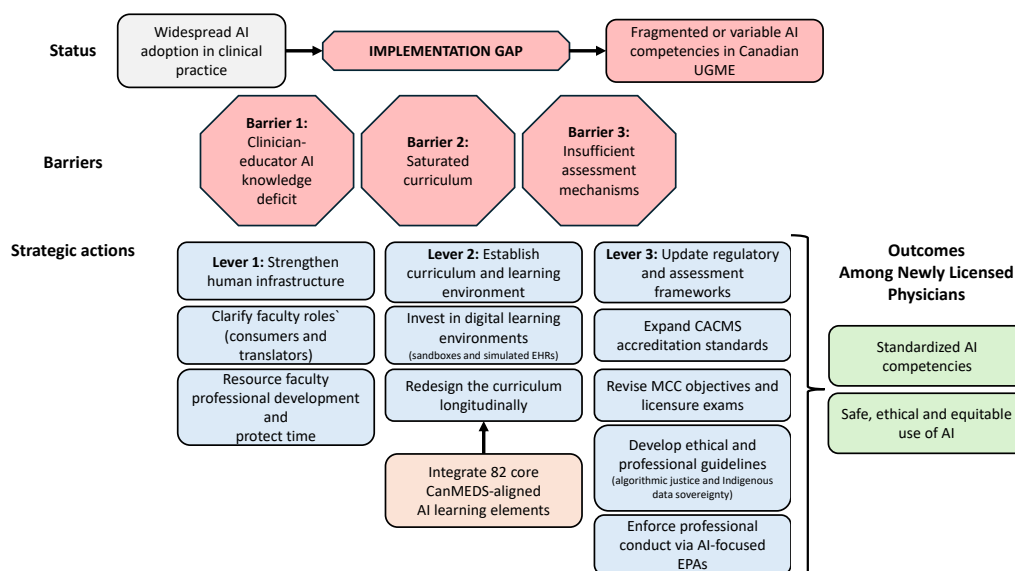 Status
Widespread AI
adoption in clinical
practice
IMPLEMENTATION GAP
Fragmented or variable AI
competencies in Canadian
UGME
Barriers
Barrier 1:
Clinician-
educator AI
knowledge
deficit
Barrier 2:
Saturated
curriculum
Barrier 3:
Insufficient
assessment
mechanisms
Strategic actions
Lever 1: Strengthen
human infrastructure
Clarify faculty roles`
(consumers and
translators)
Resource faculty
professional development
and
protect time
Lever 2: Establish
curriculum and learning
environment
Invest in digital learning
environments
(sandboxes and simulated EHRs)
Redesign the curriculum
longitudinally
Integrate 82 core
CanMEDS-aligned
AI learning elements
Lever 3: Update regulatory
and assessment
frameworks
Expand CACMS
accreditation standards
Revise MCC objectives and
licensure exams
Develop ethical and
professional guidelines
(algorithmic justice and Indigenous
data sovereignty)
Enforce professional
conduct via AI-focused
EPAs
Outcomes
Among Newly Licensed
Physicians
Standardized AI
competencies
Safe, ethical and equitable
use of AI